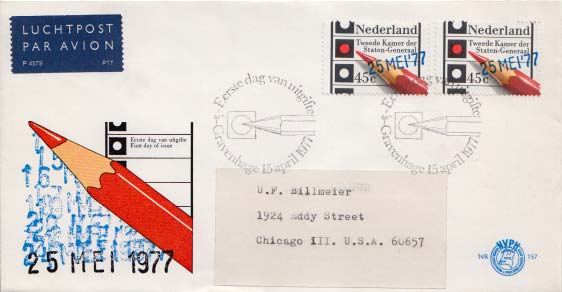 LUCHTPOST
PAR AVION
P 4579 PTT
Nederland
Tweede Kamer der
Staten-Generaal
25 MEI '77
45c
Nederland
Tweede Kamer der
Staten-Generaal
25 MEI '77
45c
Eerste dag van uitgifte
's-Gravenhage 15 april 1977
Eerste dag van uitgifte
's-Gravenhage 15 april 1977
Eerste dag van uitgifte
First day of issue
25 MEI 1977
U.F. Billmeier
1924 Eddy Street
Chicago III. U.S.A. 60657
NVPH
NR 157